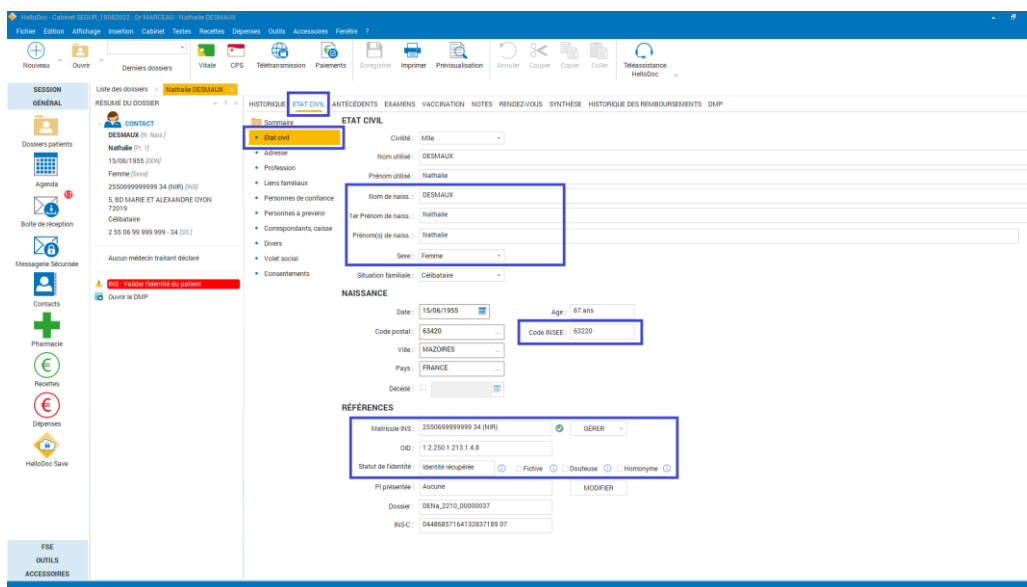 HelloDoc - Cabinet SEGUR_18082022 : Dr MARCEAU - Nathalie DESMAUX
Fichier Edition Affichage Insertion Cabinet Textes Recettes Dépenses Outils Accessoires Fenêtre ?
Nouveau Ouvrir Derniers dossiers Vitale CPS Télétransmission Paiements Enregistrer Imprimer Prévisualisation Annuler Couper Copier Coller Téléassistance HelloDoc
SESSION
GÉNÉRAL
Dossiers patients
Agenda
17
Boîte de réception
Messagerie Sécurisée
Contacts
Pharmacie
Recettes
Dépenses
HelloDoc Save
FSE
OUTILS
ACCESSOIRES
Liste des dossiers × Nathalie DESMAUX ×
RÉSUMÉ DU DOSSIER
CONTACT
DESMAUX [N. Nais.]
Nathalie [Pr. 1]
15/06/1955 [DDN]
Femme [Sexe]
2550699999999 34 (NIR) [INS]
5, BD MARIE ET ALEXANDRE OYON
72019
Célibataire
2 55 06 99 999 999 - 34 [SS.]
Aucun médecin traitant déclaré
INS : Valider l'identité du patient
Ouvrir le DMP
HISTORIQUE ETAT CIVIL ANTÉCÉDENTS EXAMENS VACCINATION NOTES RENDEZ-VOUS SYNTHÈSE HISTORIQUE DES REMBOURSEMENTS DMP
Sommaire
• Etat civil
• Adresse
• Profession
• Liens familiaux
• Personnes de confiance
• Personnes à prevenir
• Correspondants, caisse
• Divers
• Volet social
• Consentements
ETAT CIVIL
Civilité : Mlle
Nom utilisé : DESMAUX
Prénom utilisé : Nathalie
Nom de naiss. : DESMAUX
1er Prénom de naiss. : Nathalie
Prénom(s) de naiss. : Nathalie
Sexe : Femme
Situation familiale : Célibataire
NAISSANCE
Date : 15/06/1955 Age : 67 ans
Code postal : 63420 ... Code INSEE : 63220
Ville : MAZOIRES ...
Pays : FRANCE ...
Décédé :
RÉFÉRENCES
Matricule INS : 2550699999999 34 (NIR) GÉRER
OID : 1.2.250.1.213.1.4.8
Statut de l'identité : Identité récupérée Fictive Douteuse Homonyme
PI présentée : Aucune MODIFIER
Dossier : DENa_2210_00000037
INS-C : 0448685716413283718907